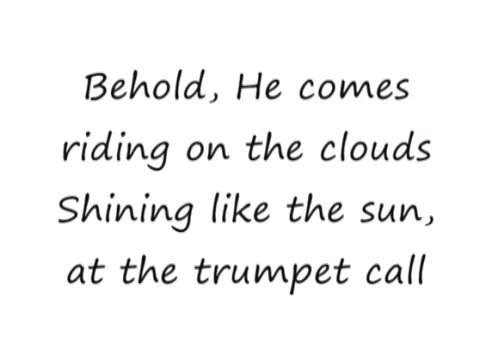 Behold, He comes
riding on the clouds
Shining like the sun,
at the trumpet call